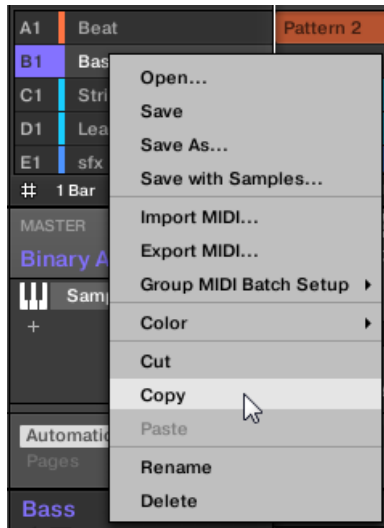 A1 Beat Pattern 2
B1 Bas
C1 Stri
D1 Lea
E1 sfx
# 1 Bar
MASTER
Binary A
Sam
+
Automatic
Pages
Bass
Open...
Save
Save As...
Save with Samples...
Import MIDI...
Export MIDI...
Group MIDI Batch Setup
Color
Cut
Copy
Paste
Rename
Delete